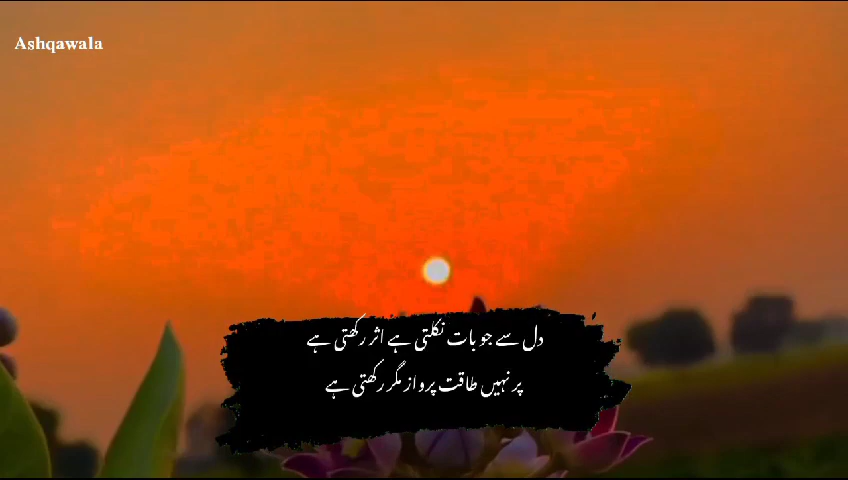 Ashqawala
دل سے جو بات نکلتی ہے اثر رکھتی ہے
پر نہیں طاقت پرواز مگر رکھتی ہے